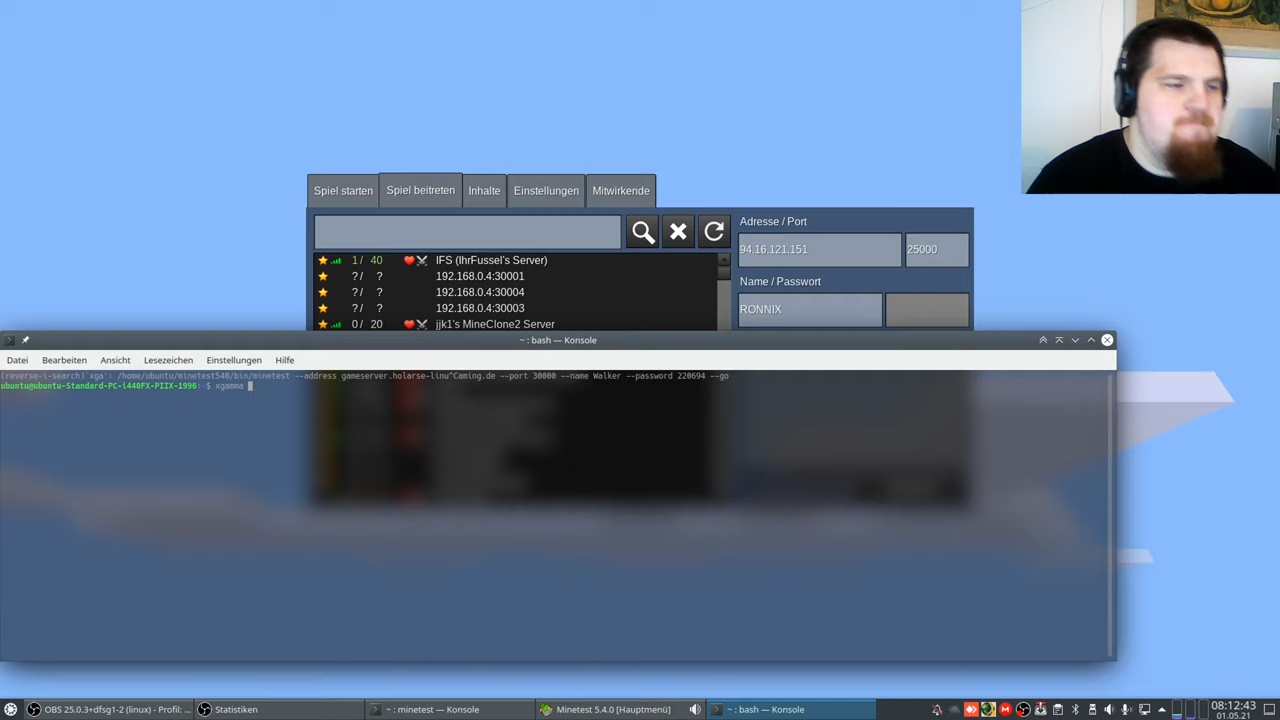 Spiel starten Spiel beitreten Inhalte Einstellungen Mitwirkende
Adresse / Port
94.16.121.151 25000
Name / Passwort
RONNIX
1 / 40 IFS (IhrFussel's Server)
? / ? 192.168.0.4:30001
? / ? 192.168.0.4:30004
? / ? 192.168.0.4:30003
0 / 20 jjk1's MineClone2 Server
~ : bash — Konsole
Datei Bearbeiten Ansicht Lesezeichen Einstellungen Hilfe
(reverse-i-search)`xga': /home/ubuntu/minetest540/bin/minetest --address gameserver.holarse-linu^Caming.de --port 30000 --name Walker --password 220694 --go
ubuntu@ubuntu-Standard-PC-i440FX-PIIX-1996:~$ xgamma
OBS 25.0.3+dfsg1-2 (linux) - Profil: ... Statistiken ~ : minetest — Konsole Minetest 5.4.0 [Hauptmenü] ~ : bash — Konsole 08:12:43
01.05.21